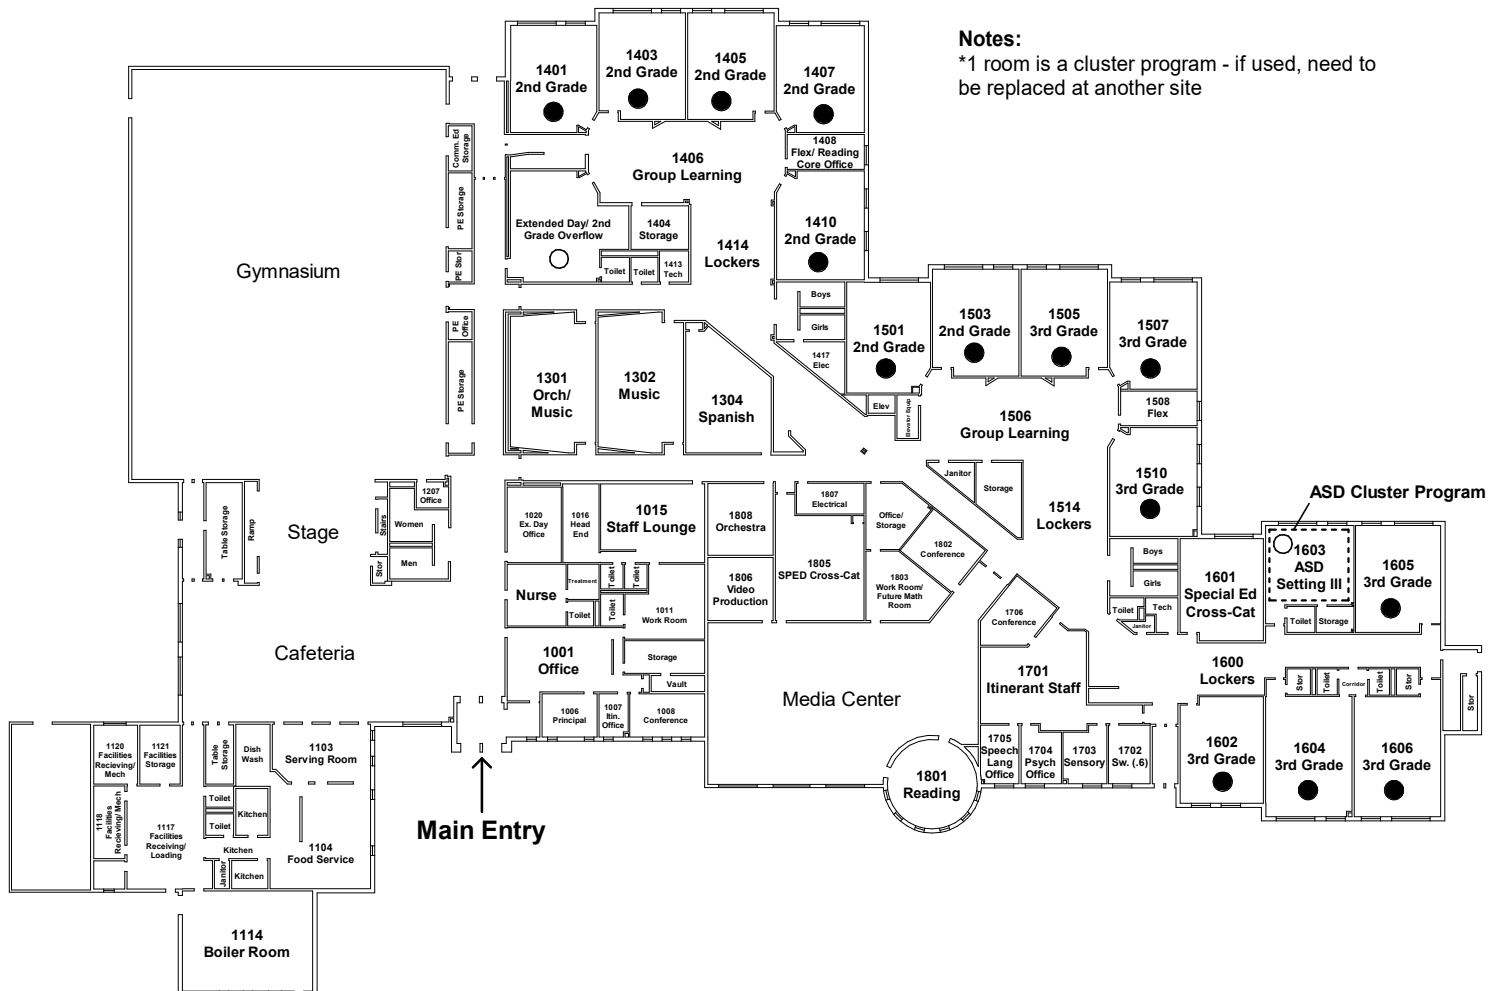 Notes:
*1 room is a cluster program - if used, need to
be replaced at another site
1401
2nd Grade
1403
2nd Grade
1405
2nd Grade
1407
2nd Grade
1408
Flex/ Reading
Core Office
1406
Group Learning
Comm. Ed
Storage
PE Storage
PE Stor
PE
Office
PE Storage
Gymnasium
Extended Day/ 2nd
Grade Overflow
1404
Storage
Toilet
Toilet
1413
Tech
1414
Lockers
1410
2nd Grade
Boys
Girls
1417
Elec
Elev
Elevator Equip
1501
2nd Grade
1503
2nd Grade
1505
3rd Grade
1507
3rd Grade
1508
Flex
1506
Group Learning
1510
3rd Grade
1514
Lockers
Janitor
Storage
1301
Orch/
Music
1302
Music
1304
Spanish
Table Storage
Ramp
Stage
Stairs
Stor
1207
Office
Women
Men
Cafeteria
1020
Ex. Day
Office
1016
Head
End
1015
Staff Lounge
Nurse
Treatment
Toilet
Toilet
Toilet
Toilet
1011
Work Room
1001
Office
Storage
Vault
1006
Principal
1007
Itin.
Office
1008
Conference
1808
Orchestra
1807
Electrical
1805
SPED Cross-Cat
1806
Video
Production
Office/
Storage
1802
Conference
1803
Work Room/
Future Math
Room
Media Center
1801
Reading
1706
Conference
1701
Itinerant Staff
1705
Speech
Lang
Office
1704
Psych
Office
1703
Sensory
1702
Sw. (.6)
Boys
Girls
Toilet
Tech
Janitor
1601
Special Ed
Cross-Cat
ASD Cluster Program
1603
ASD
Setting III
Toilet
Storage
1605
3rd Grade
1600
Lockers
Stor
Toilet
Corridor
Toilet
Stor
Stor
1602
3rd Grade
1604
3rd Grade
1606
3rd Grade
1120
Facilities
Recieving/
Mech
1121
Facilities
Storage
Table
Storage
Dish
Wash
1103
Serving Room
1118
Facilities
Recieving/ Mech
1117
Facilities
Receiving/
Loading
Toilet
Toilet
Kitchen
Kitchen
Janitor
Kitchen
1104
Food Service
1114
Boiler Room
Main Entry